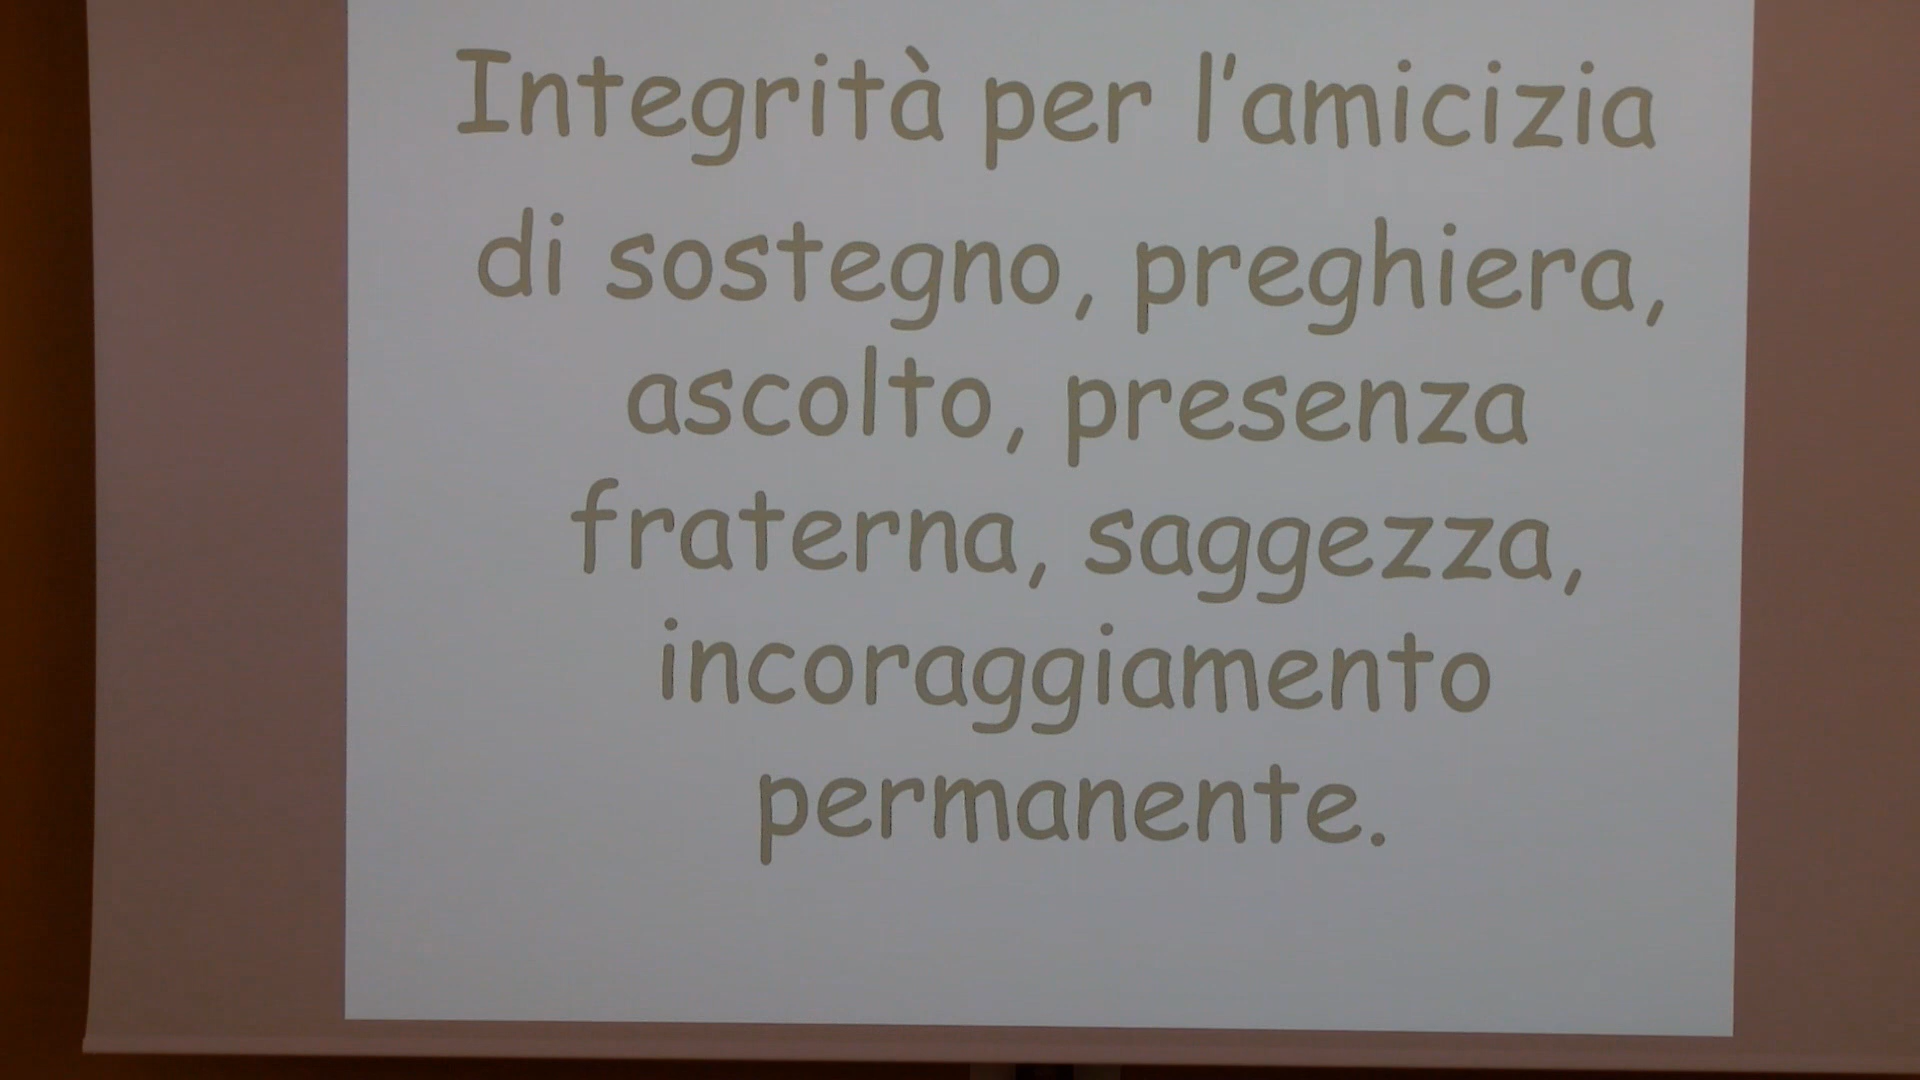 Integrità per l'amicizia
di sostegno, preghiera,
ascolto, presenza
fraterna, saggezza,
incoraggiamento
permanente.